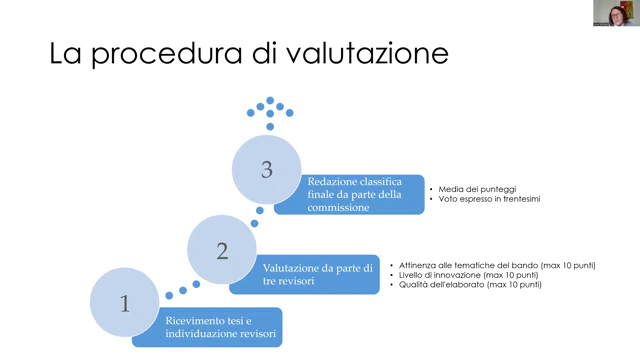 La procedura di valutazione
3
Redazione classifica
finale da parte della
commissione
• Media dei punteggi
• Voto espresso in trentesimi
2
Valutazione da parte di
tre revisori
• Attinenza alle tematiche del bando (max 10 punti)
• Livello di innovazione (max 10 punti)
• Qualità dell'elaborato (max 10 punti)
1
Ricevimento tesi e
individuazione revisori